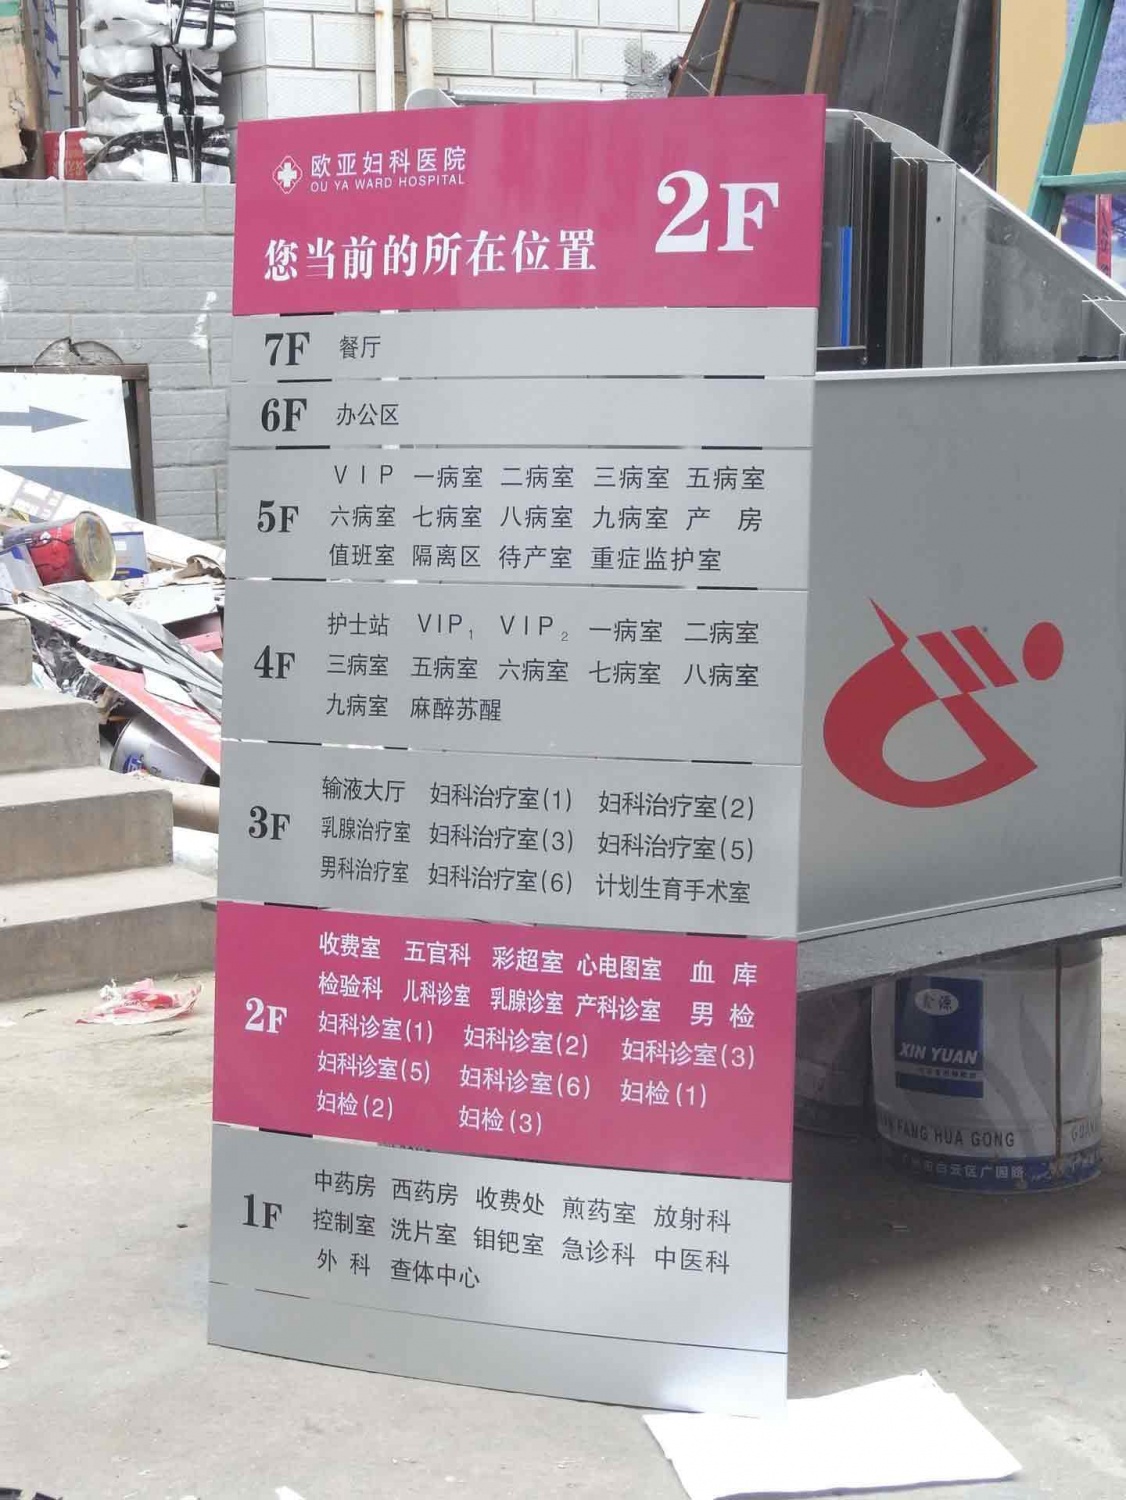 欧亚妇科医院
OU YA WARD HOSPITAL
您当前的所在位置 2F
7F 餐厅
6F 办公区
5F
VIP 一病室 二病室 三病室 五病室
六病室 七病室 八病室 九病室 产 房
值班室 隔离区 待产室 重症监护室
4F
护士站 VIP1 VIP2 一病室 二病室
三病室 五病室 六病室 七病室 八病室
九病室 麻醉苏醒
3F
输液大厅 妇科治疗室(1) 妇科治疗室(2)
乳腺治疗室 妇科治疗室(3) 妇科治疗室(5)
男科治疗室 妇科治疗室(6) 计划生育手术室
2F
收费室 五官科 彩超室 心电图室 血 库
检验科 儿科诊室 乳腺诊室 产科诊室 男 检
妇科诊室(1) 妇科诊室(2) 妇科诊室(3)
妇科诊室(5) 妇科诊室(6) 妇检(1)
妇检(2) 妇检(3)
1F
中药房 西药房 收费处 煎药室 放射科
控制室 洗片室 钼钯室 急诊科 中医科
外 科 查体中心
XIN YUAN
FANG HUA GONG